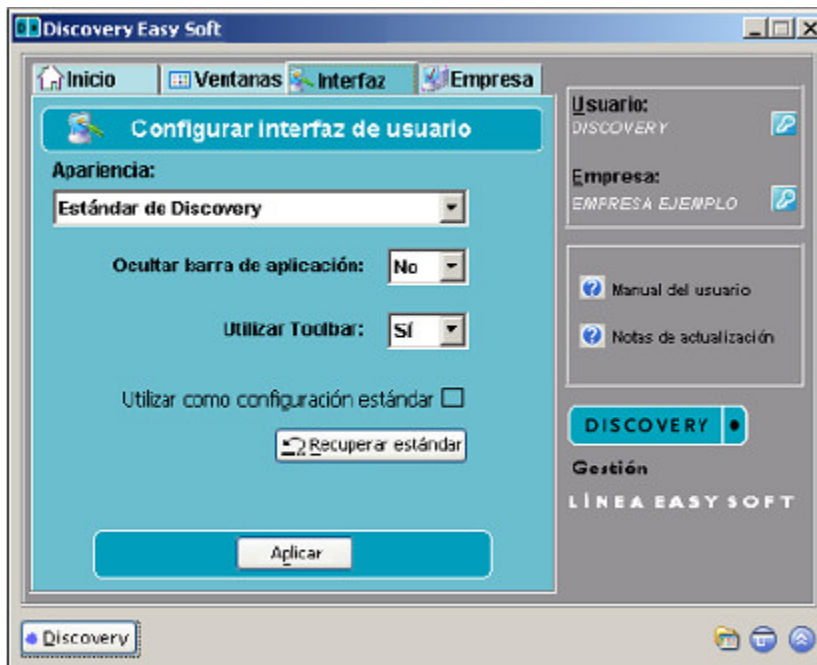 Discovery Easy Soft
Inicio
Ventanas
Interfaz
Empresa
Configurar interfaz de usuario
Apariencia:
Estándar de Discovery
Ocultar barra de aplicación: No
Utilizar Toolbar: Sí
Utilizar como configuración estándar
Recuperar estándar
Aplicar
Usuario:
DISCOVERY
Empresa:
EMPRESA EJEMPLO
Manual del usuario
Notas de actualización
DISCOVERY
Gestión
LÍNEA EASY SOFT
Discovery